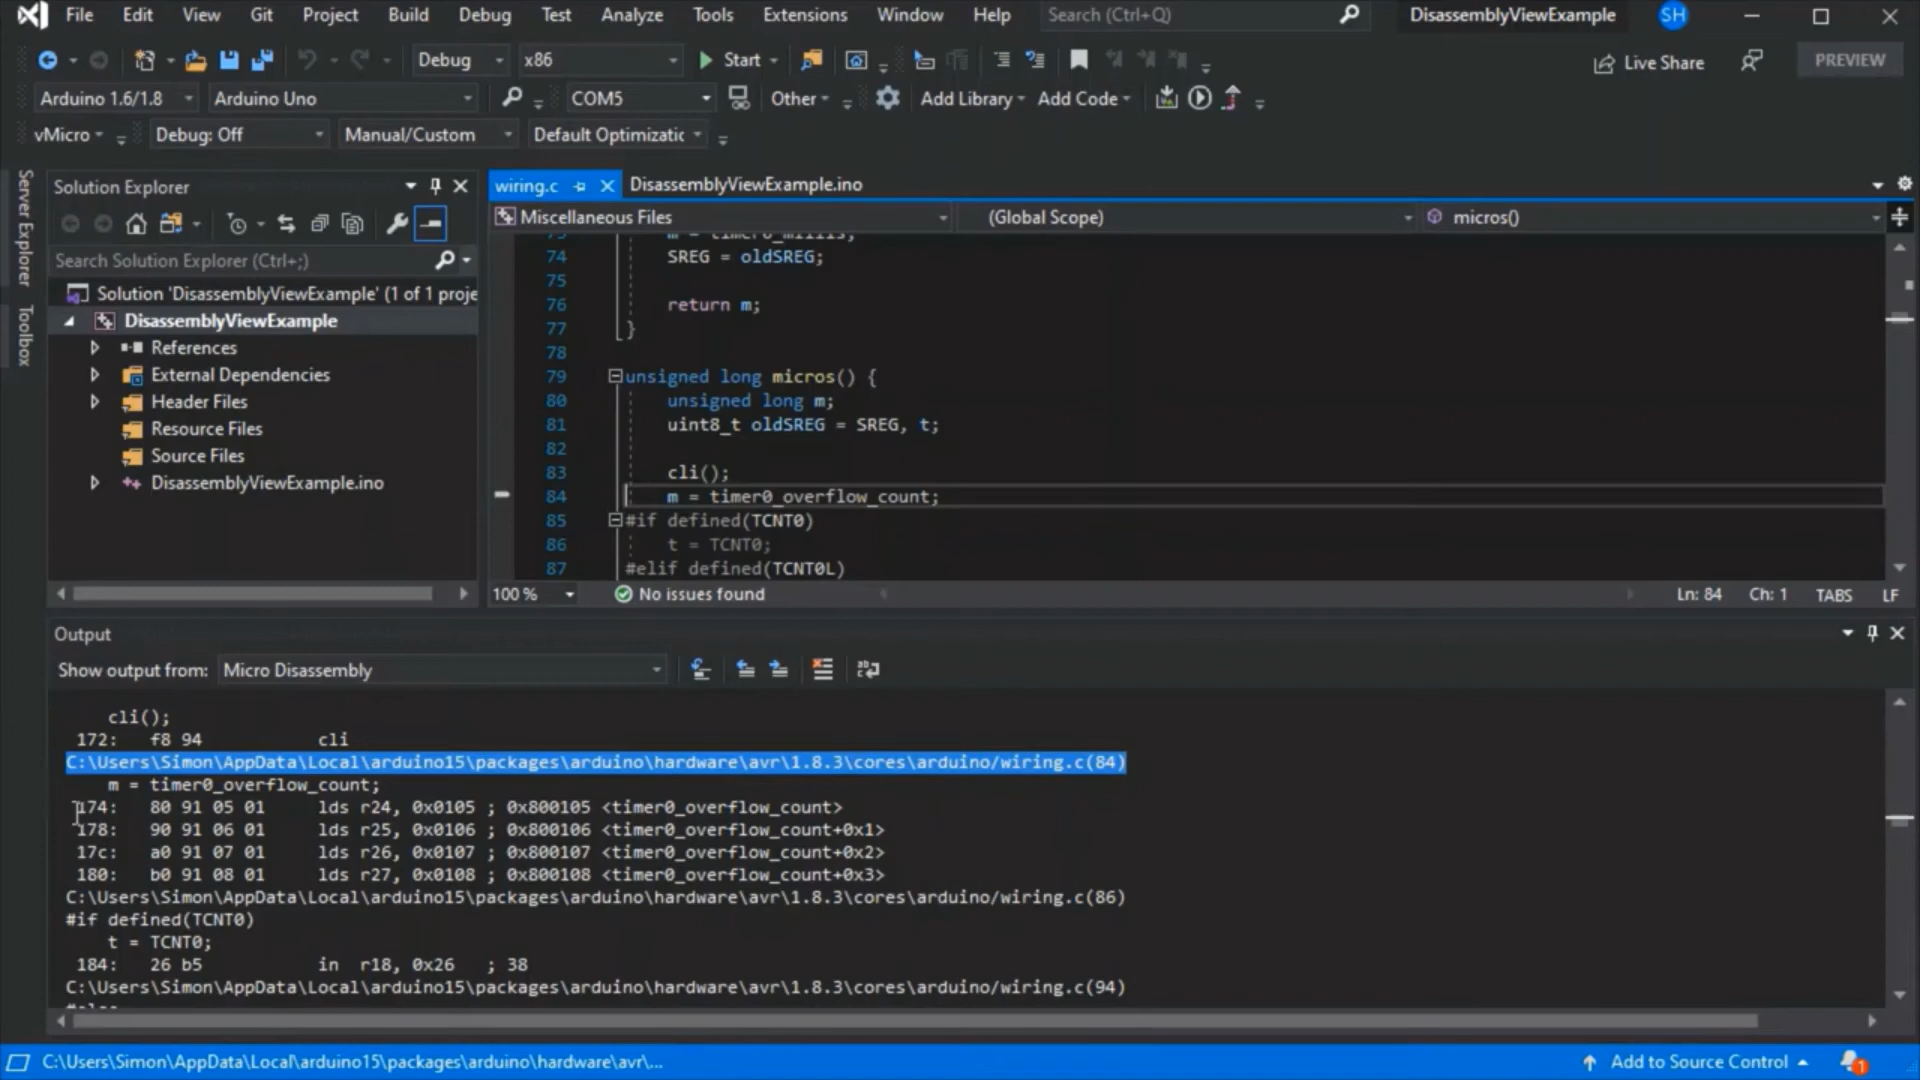 File Edit View Git Project Build Debug Test Analyze Tools Extensions Window Help Search (Ctrl+Q) DisassemblyViewExample SH
Debug x86 Start Live Share PREVIEW
Arduino 1.6/1.8 Arduino Uno COM5 Other Add Library Add Code
vMicro Debug: Off Manual/Custom Default Optimizatic
Server Explorer
Toolbox
Solution Explorer
Search Solution Explorer (Ctrl+;)
Solution 'DisassemblyViewExample' (1 of 1 proje
DisassemblyViewExample
References
External Dependencies
Header Files
Resource Files
Source Files
DisassemblyViewExample.ino
wiring.c DisassemblyViewExample.ino
Miscellaneous Files (Global Scope) micros()
73 m = timer0_millis;
74 SREG = oldSREG;
75
76 return m;
77 }
78
79 unsigned long micros() {
80 unsigned long m;
81 uint8_t oldSREG = SREG, t;
82
83 cli();
84 m = timer0_overflow_count;
85 #if defined(TCNT0)
86 t = TCNT0;
87 #elif defined(TCNT0L)
100 % No issues found Ln: 84 Ch: 1 TABS LF
Output
Show output from: Micro Disassembly
cli();
172: f8 94 cli
C:\Users\Simon\AppData\Local\arduino15\packages\arduino\hardware\avr\1.8.3\cores\arduino/wiring.c(84)
m = timer0_overflow_count;
174: 80 91 05 01 lds r24, 0x0105 ; 0x800105 <timer0_overflow_count>
178: 90 91 06 01 lds r25, 0x0106 ; 0x800106 <timer0_overflow_count+0x1>
17c: a0 91 07 01 lds r26, 0x0107 ; 0x800107 <timer0_overflow_count+0x2>
180: b0 91 08 01 lds r27, 0x0108 ; 0x800108 <timer0_overflow_count+0x3>
C:\Users\Simon\AppData\Local\arduino15\packages\arduino\hardware\avr\1.8.3\cores\arduino/wiring.c(86)
#if defined(TCNT0)
t = TCNT0;
184: 26 b5 in r18, 0x26 ; 38
C:\Users\Simon\AppData\Local\arduino15\packages\arduino\hardware\avr\1.8.3\cores\arduino/wiring.c(94)
#else
C:\Users\Simon\AppData\Local\arduino15\packages\arduino\hardware\avr\... Add to Source Control 1